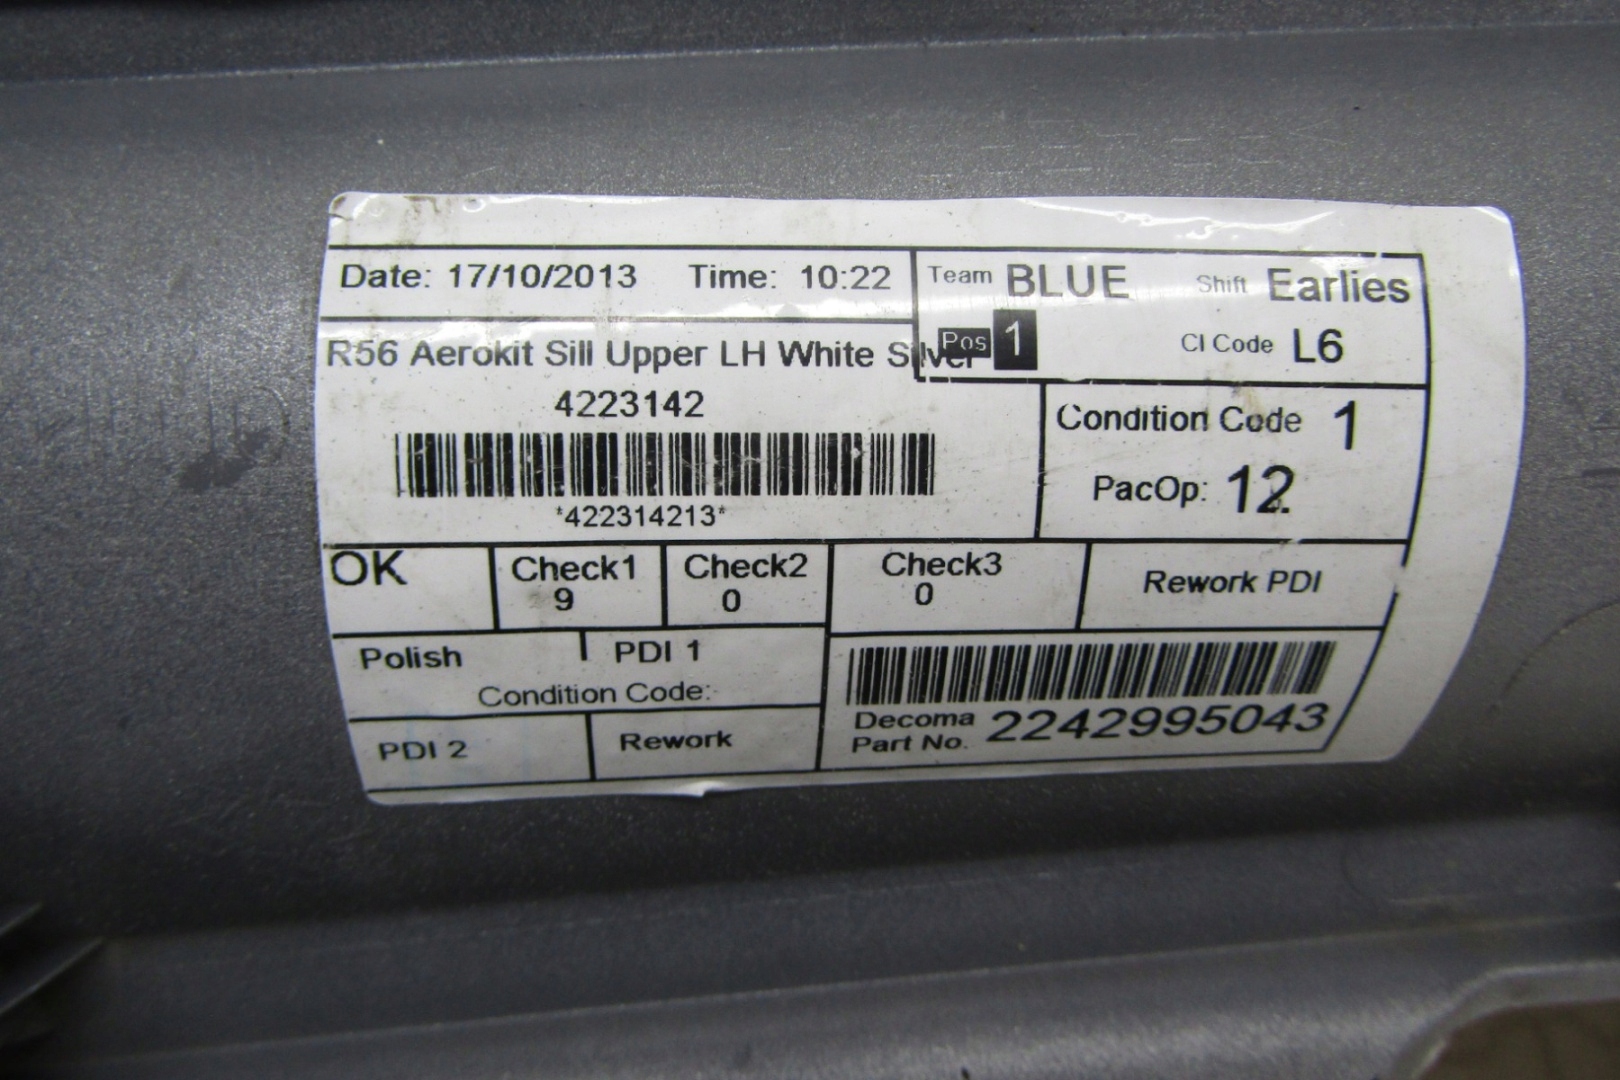 Date: 17/10/2013 Time: 10:22
Team BLUE Shift Earlies
Pos 1 CI Code L6
R56 Aerokit Sill Upper LH White Silver
4223142
*422314213*
Condition Code 1
PacOp: 12
OK Check1 Check2 Check3 Rework PDI
9 0 0
Polish PDI 1
Condition Code:
PDI 2 Rework
Decoma
Part No. 2242995043